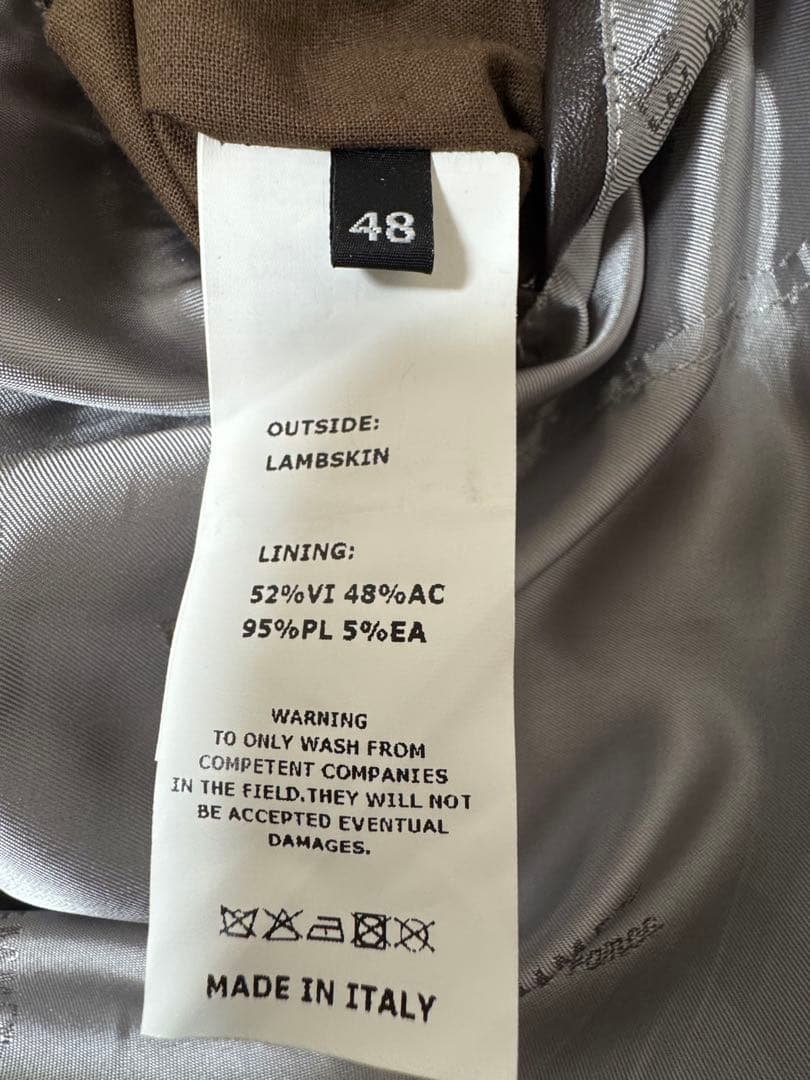 48
OUTSIDE:
LAMBSKIN
LINING:
52%VI 48%AC
95%PL 5%EA
WARNING
TO ONLY WASH FROM
COMPETENT COMPANIES
IN THE FIELD.THEY WILL NOT
BE ACCEPTED EVENTUAL
DAMAGES.
MADE IN ITALY